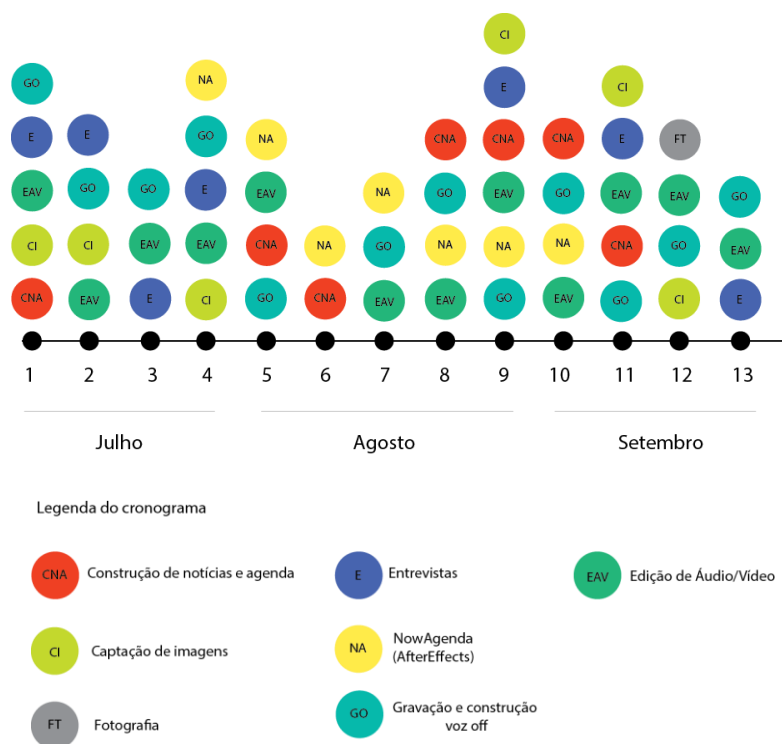 CI
CI
NA
GO
E
E
E
GO
NA
CNA
CNA
CNA
E
FT
EAV
GO
GO
E
EAV
NA
GO
EAV
GO
EAV
EAV
GO
CI
CI
EAV
EAV
CNA
NA
GO
NA
NA
NA
CNA
GO
EAV
CNA
EAV
E
CI
GO
CNA
EAV
EAV
GO
EAV
GO
CI
E
1 2 3 4 5 6 7 8 9 10 11 12 13
Julho Agosto Setembro
Legenda do cronograma
CNA Construção de notícias e agenda
E Entrevistas
EAV Edição de Áudio/Vídeo
CI Captação de imagens
NA NowAgenda
(AfterEffects)
FT Fotografia
GO Gravação e construção
voz off